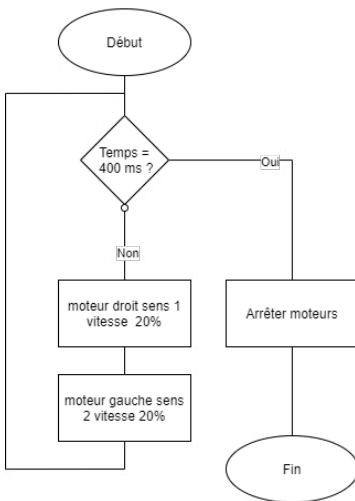 Début
Temps =
400 ms ?
Oui
Non
moteur droit sens 1
vitesse 20%
Arrêter moteurs
moteur gauche sens
2 vitesse 20%
Fin